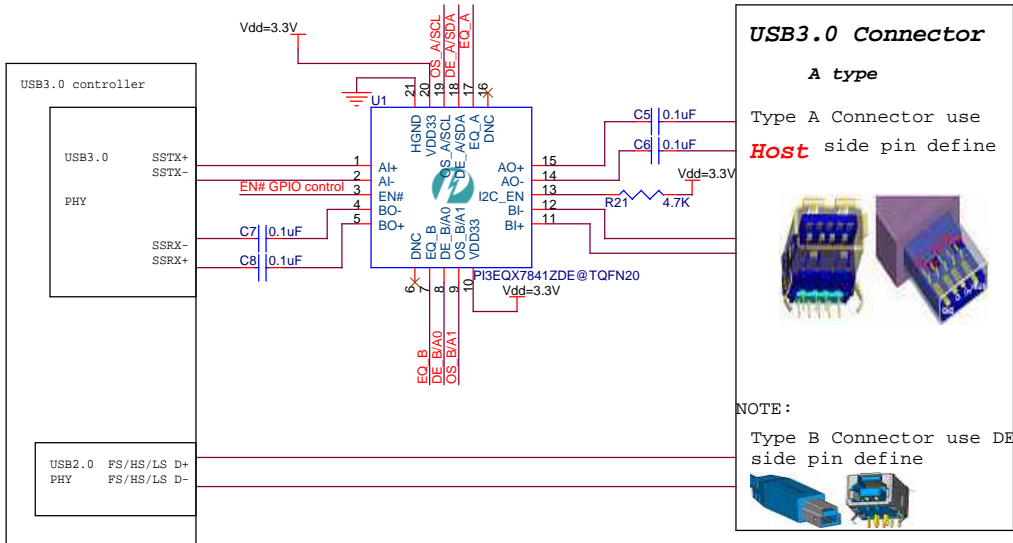 Vdd=3.3V
OS_A/SCL
DE_A/SDA
EQ_A
USB3.0 Connector
A type
Type A Connector use
Host side pin define
USB3.0 controller
USB3.0
PHY
SSTX+
SSTX-
SSRX-
SSRX+
EN# GPIO control
C7 0.1uF
C8 0.1uF
U1
21
20
19
18
17
16
HGND
VDD33
OS_A/SCL
DE_A/SDA
EQ_A
DNC
1 AI+
2 AI-
3 EN#
4 BO-
5 BO+
AO+ 15
AO- 14
I2C_EN 13
BI- 12
BI+ 11
DNC
EQ_B
DE_B/A0
OS_B/A1
VDD33
6
7
8
9
10
PI3EQX7841ZDE@TQFN20
Vdd=3.3V
C5 0.1uF
C6 0.1uF
Vdd=3.3V
R21 4.7K
EQ_B
DE_B/A0
OS_B/A1
NOTE:
Type B Connector use DE
side pin define
USB2.0 FS/HS/LS D+
PHY FS/HS/LS D-